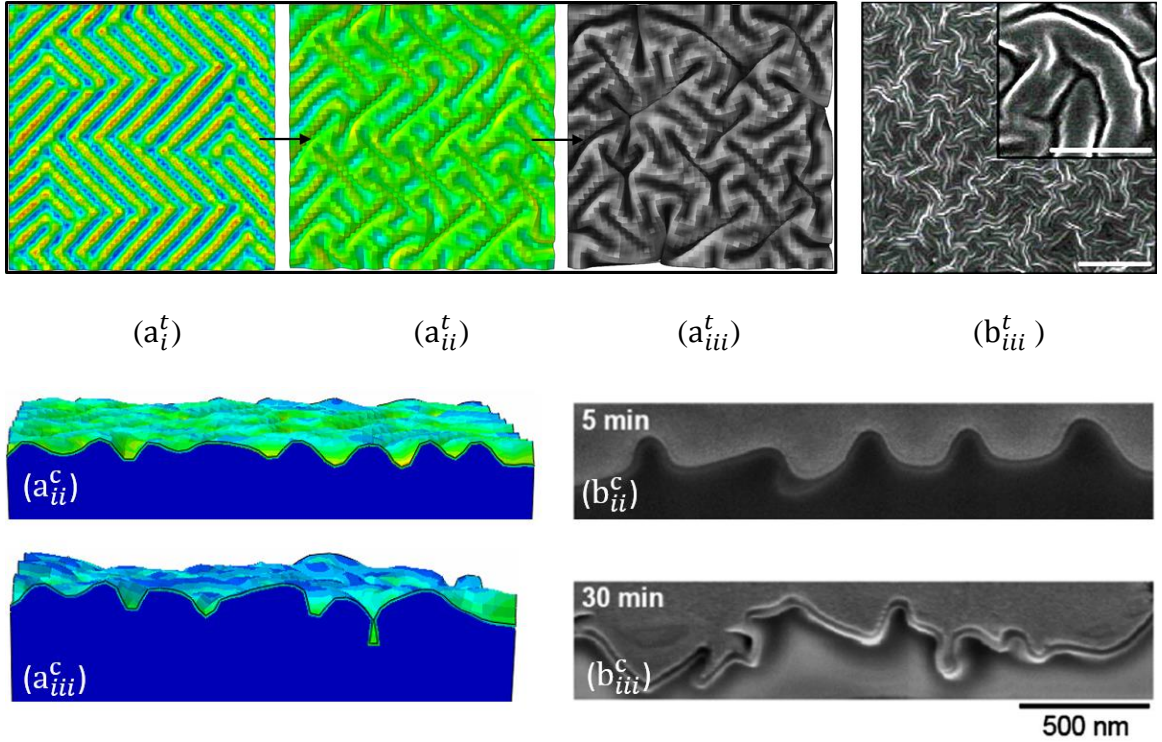 (a_i^t) (a_ii^t) (a_iii^t) (b_iii^t )
5 min
(a_ii^c) (b_ii^c)
30 min
(a_iii^c) (b_iii^c)
500 nm